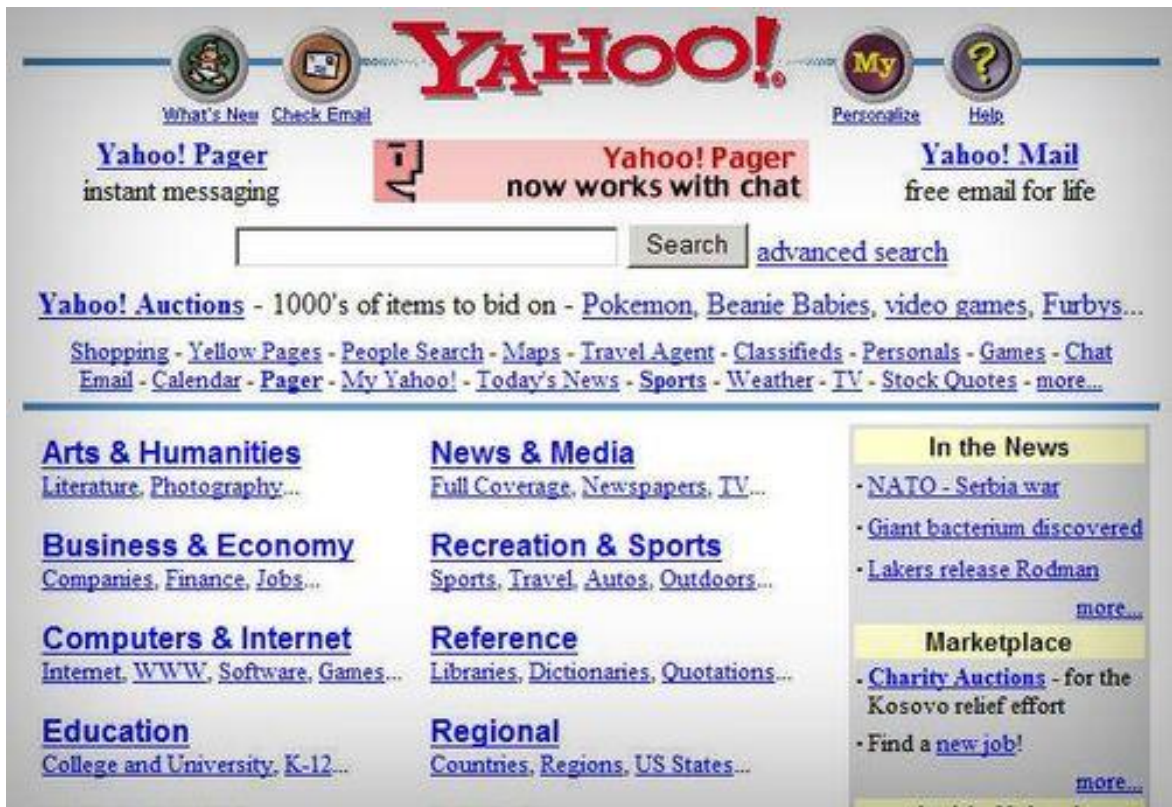 YAHOO!
My
?
What's New Check Email
Personalize Help
Yahoo! Pager
instant messaging
Yahoo! Pager
now works with chat
Yahoo! Mail
free email for life
Search advanced search
Yahoo! Auctions - 1000's of items to bid on - Pokemon, Beanie Babies, video games, Furbys...
Shopping - Yellow Pages - People Search - Maps - Travel Agent - Classifieds - Personals - Games - Chat
Email - Calendar - Pager - My Yahoo! - Today's News - Sports - Weather - TV - Stock Quotes - more...
Arts & Humanities
Literature, Photography...
Business & Economy
Companies, Finance, Jobs...
Computers & Internet
Internet, WWW, Software, Games...
Education
College and University, K-12...
News & Media
Full Coverage, Newspapers, TV...
Recreation & Sports
Sports, Travel, Autos, Outdoors...
Reference
Libraries, Dictionaries, Quotations...
Regional
Countries, Regions, US States...
In the News
· NATO - Serbia war
· Giant bacterium discovered
· Lakers release Rodman
more...
Marketplace
· Charity Auctions - for the
Kosovo relief effort
· Find a new job!
more...